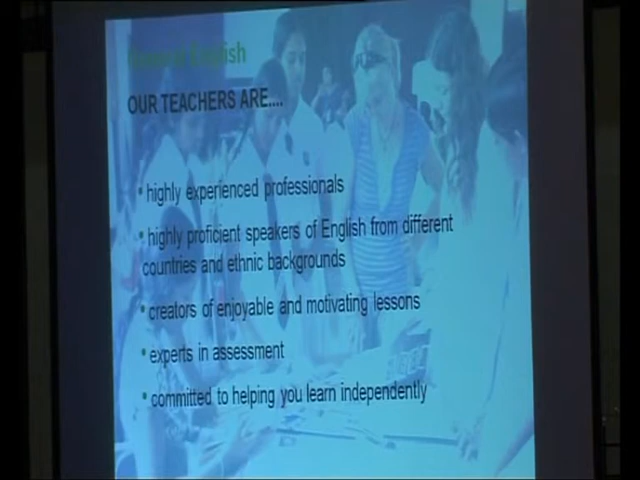 General English
OUR TEACHERS ARE....
• highly experienced professionals
• highly proficient speakers of English from different
countries and ethnic backgrounds
• creators of enjoyable and motivating lessons
• experts in assessment
• committed to helping you learn independently